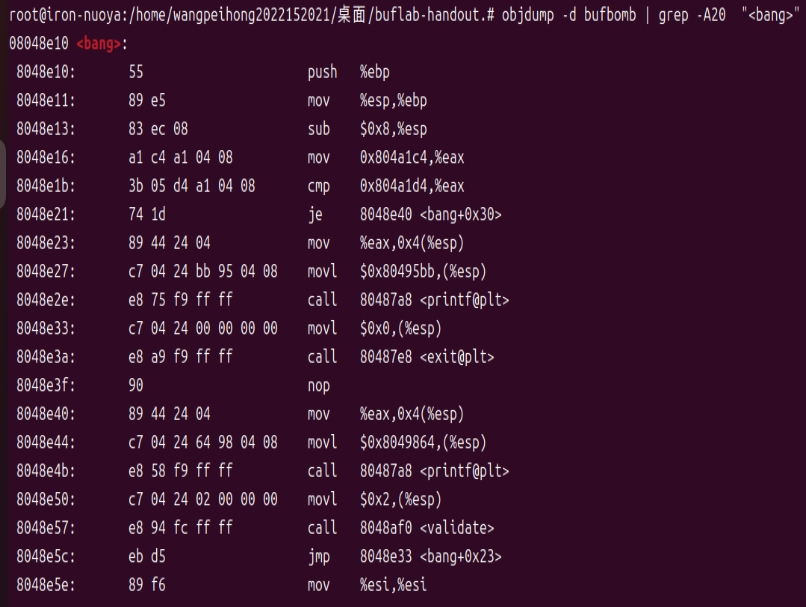 root@iron-nuoya:/home/wangpeihong2022152021/桌面/buflab-handout.# objdump -d bufbomb | grep -A20  "<bang>"
08048e10 <bang>:
 8048e10:	55                   	push   %ebp
 8048e11:	89 e5                	mov    %esp,%ebp
 8048e13:	83 ec 08             	sub    $0x8,%esp
 8048e16:	a1 c4 a1 04 08       	mov    0x804a1c4,%eax
 8048e1b:	3b 05 d4 a1 04 08    	cmp    0x804a1d4,%eax
 8048e21:	74 1d                	je     8048e40 <bang+0x30>
 8048e23:	89 44 24 04          	mov    %eax,0x4(%esp)
 8048e27:	c7 04 24 bb 95 04 08 	movl   $0x80495bb,(%esp)
 8048e2e:	e8 75 f9 ff ff       	call   80487a8 <printf@plt>
 8048e33:	c7 04 24 00 00 00 00 	movl   $0x0,(%esp)
 8048e3a:	e8 a9 f9 ff ff       	call   80487e8 <exit@plt>
 8048e3f:	90                   	nop
 8048e40:	89 44 24 04          	mov    %eax,0x4(%esp)
 8048e44:	c7 04 24 64 98 04 08 	movl   $0x8049864,(%esp)
 8048e4b:	e8 58 f9 ff ff       	call   80487a8 <printf@plt>
 8048e50:	c7 04 24 02 00 00 00 	movl   $0x2,(%esp)
 8048e57:	e8 94 fc ff ff       	call   8048af0 <validate>
 8048e5c:	eb d5                	jmp    8048e33 <bang+0x23>
 8048e5e:	89 f6                	mov    %esi,%esi